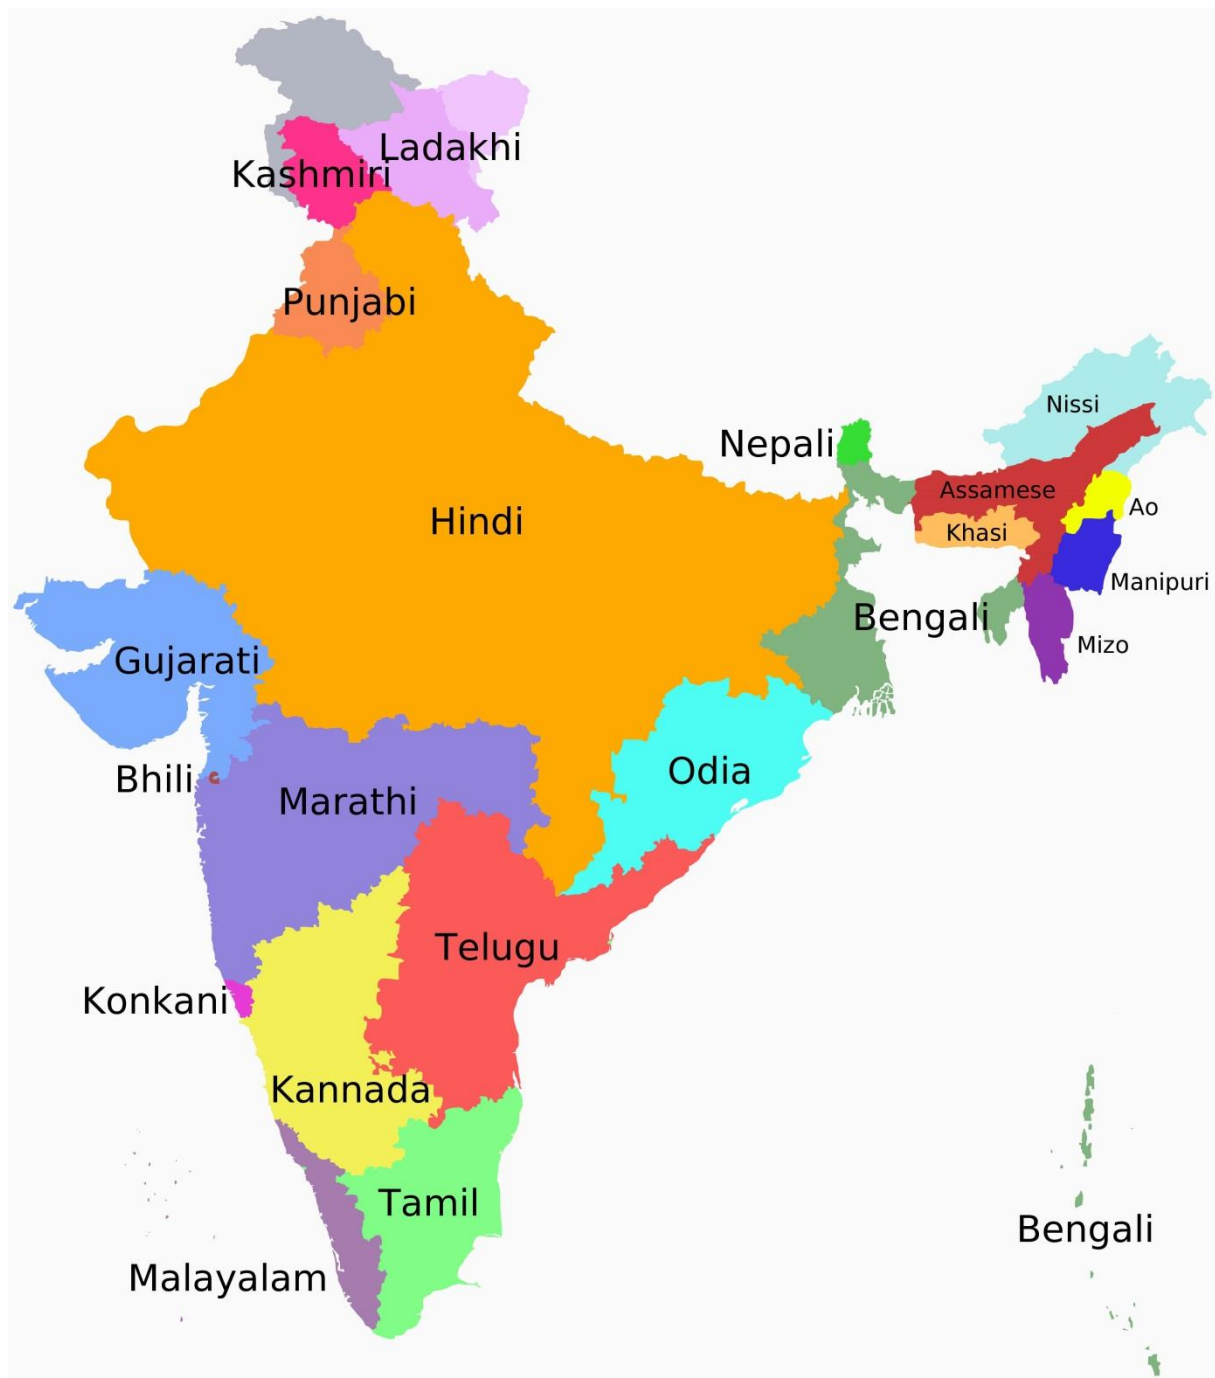 Ladakhi
Kashmiri
Punjabi
Nissi
Nepali
Assamese
Ao
Hindi
Khasi
Manipuri
Bengali
Mizo
Gujarati
Bhili
Odia
Marathi
Telugu
Konkani
Kannada
Tamil
Bengali
Malayalam